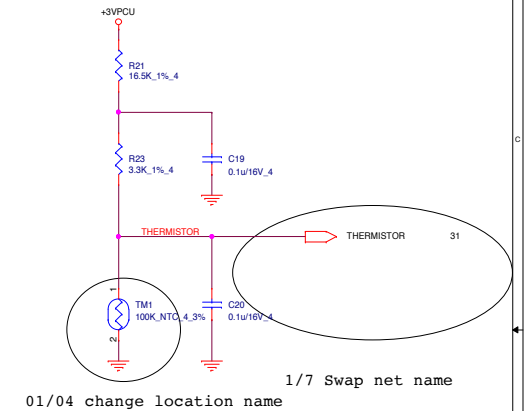 +3VPCU
R21
16.5K_1%_4
C
R23
3.3K_1%_4
C19
0.1u/16V_4
THERMISTOR
THERMISTOR 31
1
TM1
100K_NTC_4_3%
2
C20
0.1u/16V_4
1/7 Swap net name
01/04 change location name